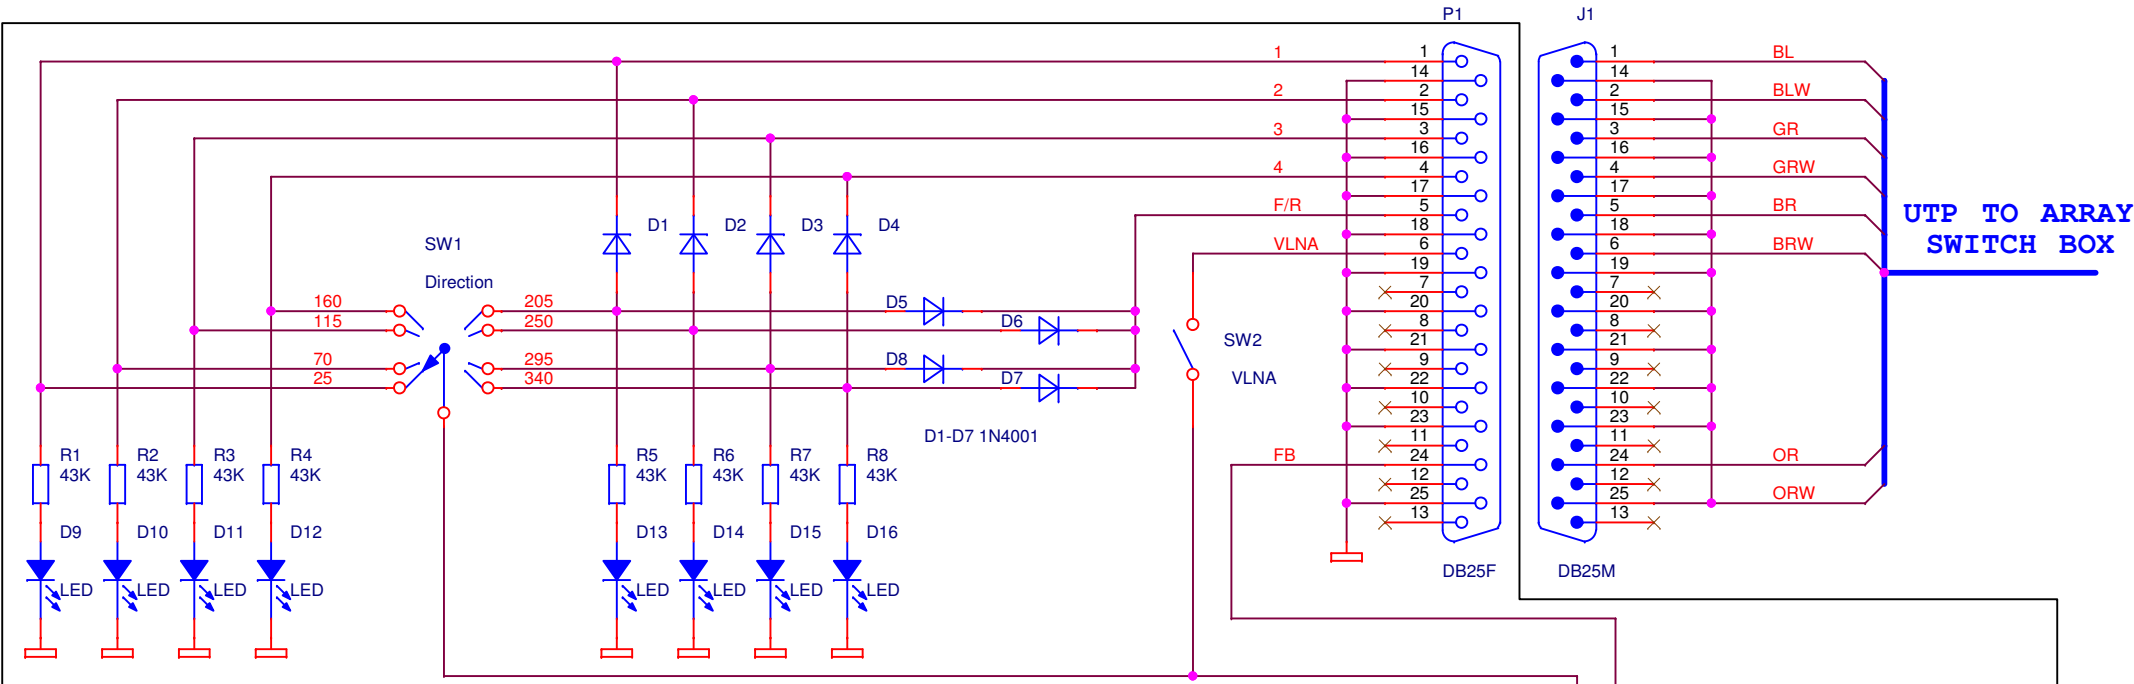 P1 J1
1 1 1 BL
14 14
2 2 2 BLW
15 15
3 3 3 GR
16 16
4 4 4 GRW
17 17
F/R 5 5 BR
18 18
VLNA 6 6 BRW
19 19
7 7
20 20
8 8
21 21
9 9
22 22
10 10
23 23
11 11
FB 24 24 OR
12 12
25 25 ORW
13 13
DB25F DB25M
UTP TO ARRAY
SWITCH BOX
D1 D2 D3 D4
SW1
Direction
160 205 D5
115 250 D6
70 295 D8
25 340 D7
SW2
VLNA
D1-D7 1N4001
R1 R2 R3 R4 R5 R6 R7 R8
43K 43K 43K 43K 43K 43K 43K 43K
D9 D10 D11 D12 D13 D14 D15 D16
LED LED LED LED LED LED LED LED